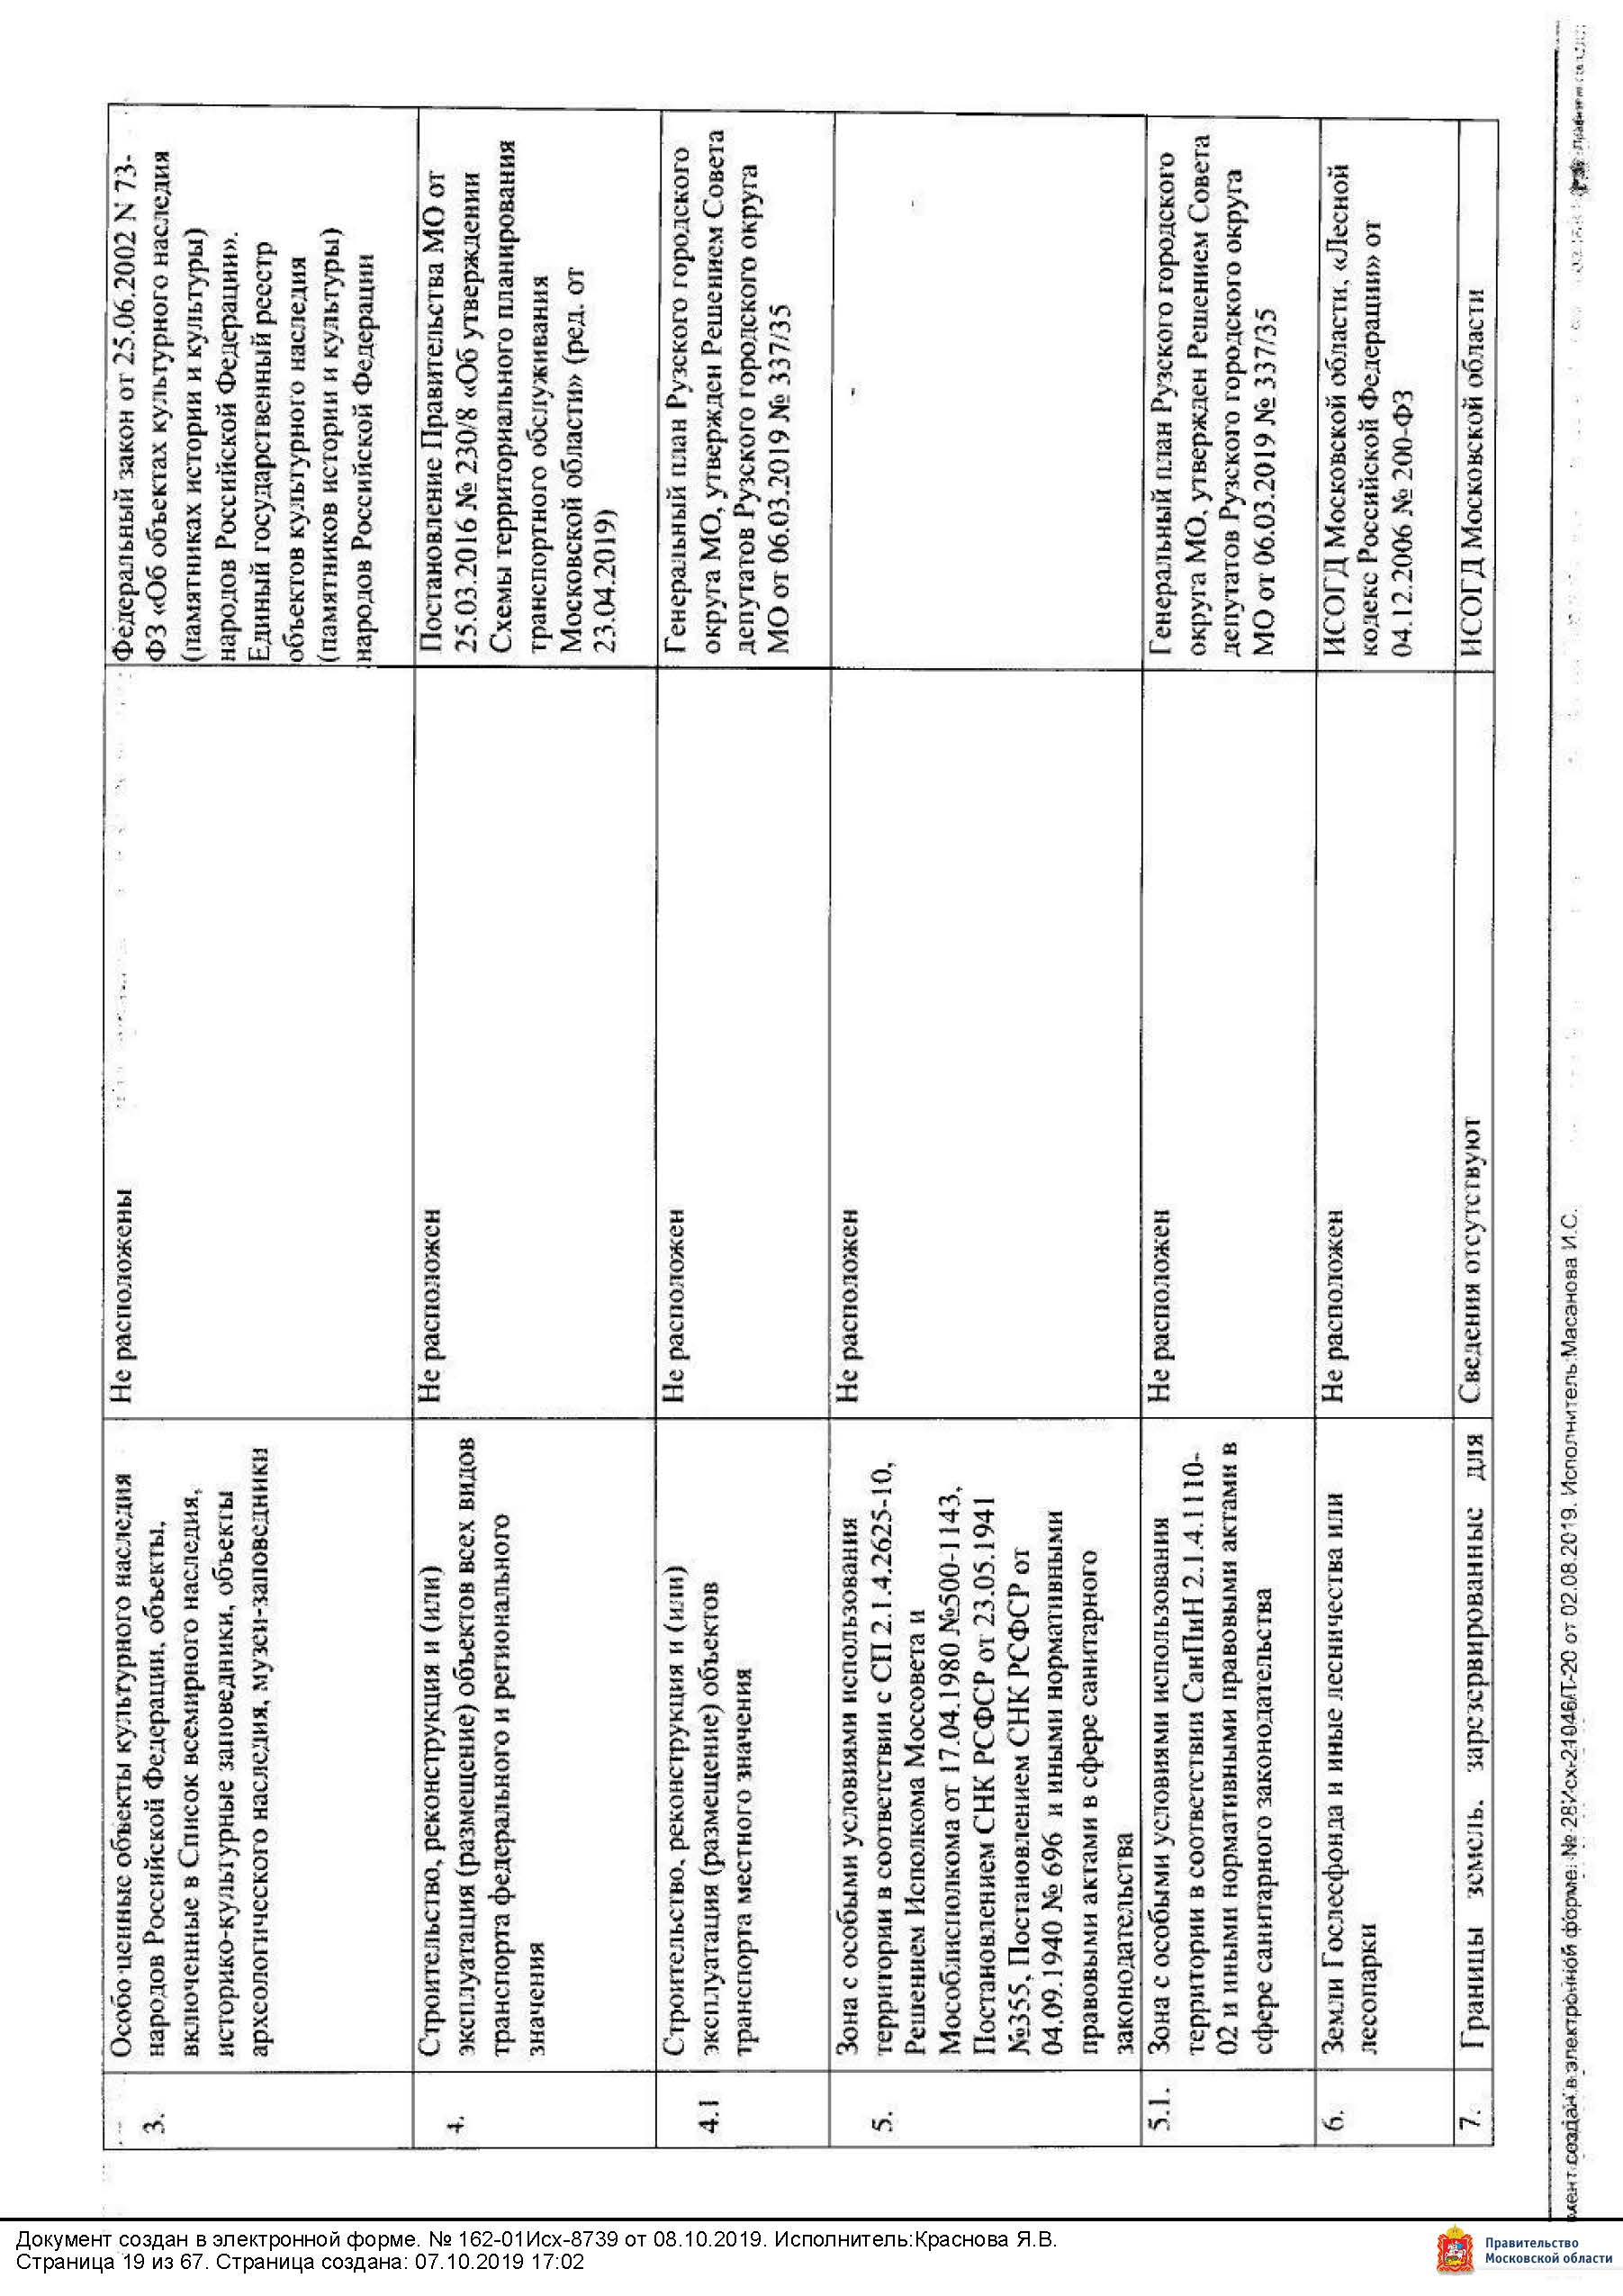 3.
Особо ценные объекты культурного наследия
народов Российской Федерации, объекты,
включенные в Список всемирного наследия,
историко-культурные заповедники, объекты
археологического наследия, музеи-заповедники
Не расположены
Федеральный закон от 25.06.2002 N 73-
ФЗ «Об объектах культурного наследия
(памятниках истории и культуры)
народов Российской Федерации».
Единый государственный реестр
объектов культурного наследия
(памятников истории и культуры)
народов Российской Федерации
4.
Строительство, реконструкция и (или)
эксплуатация (размещение) объектов всех видов
транспорта федерального и регионального
значения
Не расположен
Постановление Правительства МО от
25.03.2016 № 230/8 «Об утверждении
Схемы территориального планирования
транспортного обслуживания
Московской области» (ред. от
23.04.2019)
4.1
Строительство, реконструкция и (или)
эксплуатация (размещение) объектов
транспорта местного значения
Не расположен
Генеральный план Рузского городского
округа МО, утвержден Решением Совета
депутатов Рузского городского округа
МО от 06.03.2019 № 337/35
5.
Зона с особыми условиями использования
территории в соответствии с СП 2.1.4.2625-10,
Решением Исполкома Моссовета и
Мособлисполкома от 17.04.1980 №500-1143,
Постановлением СНК РСФСР от 23.05.1941
№355, Постановлением СНК РСФСР от
04.09.1940 № 696 и иными нормативными
правовыми актами в сфере санитарного
законодательства
Не расположен
-
5.1.
Зона с особыми условиями использования
территории в соответствии СанПиН 2.1.4.1110-
02 и иными нормативными правовыми актами в
сфере санитарного законодательства
Не расположен
Генеральный план Рузского городского
округа МО, утвержден Решением Совета
депутатов Рузского городского округа
МО от 06.03.2019 № 337/35
6.
Земли Гослесфонда и иные лесничества или
лесопарки
Не расположен
ИСОГД Московской области, «Лесной
кодекс Российской Федерации» от
04.12.2006 № 200-ФЗ
7.
Границы земель, зарезервированные для
Сведения отсутствуют
ИСОГД Московской области
мент создан в электронной форме. № 28Исх-21046/Т-20 от 02.08.2019. Исполнитель:Масанова И.С.
Документ создан в электронной форме. № 162-01Исх-8739 от 08.10.2019. Исполнитель:Краснова Я.В.
Страница 19 из 67. Страница создана: 07.10.2019 17:02
Правительство
Московской области